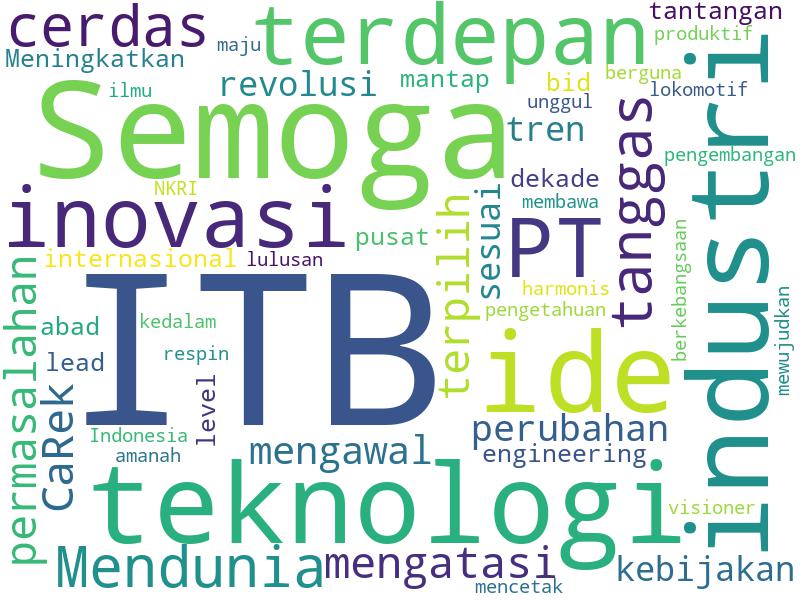 cerdas
maju
terdepan
tantangan
produktif
Meningkatkan
ilmu
revolusi
mantap
bid
berguna
lokomotif
unggul
Semoga
tren
tanggas
industri
pengembangan
NKRI
dekade
membawa
inovasi
pusat
terpilih
sesuai
PT
internasional
lulusan
harmonis
pengetahuan
berkebangsaan
mewujudkan
permasalahan
abad
kedalam
ITB
lead
respin
ide
CaRek
level
Indonesia
amanah
mengawal
perubahan
engineering
teknologi
visioner
Mendunia
mengatasi
mencetak
kebijakan